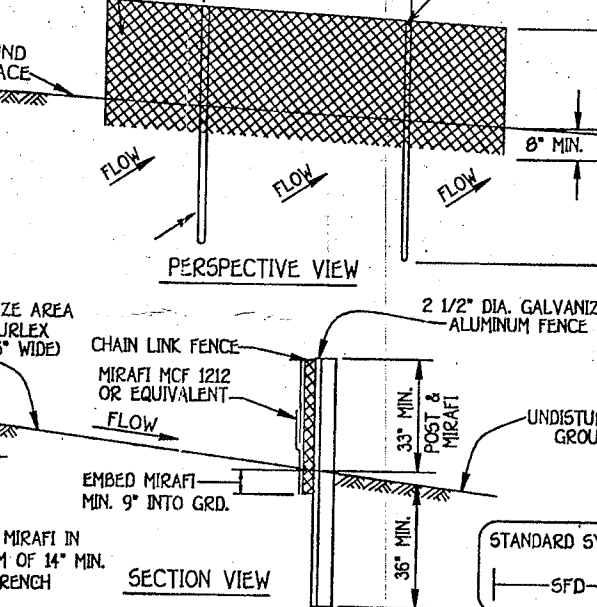 UND
ACE
8" MIN.
FLOW
FLOW
FLOW
PERSPECTIVE VIEW
ZE AREA
URLEX
" WIDE)
2 1/2" DIA. GALVANIZ
ALUMINUM FENCE
CHAIN LINK FENCE
MIRAFI MCF 1212
OR EQUIVALENT
FLOW
33" MIN.
POST &
MIRAFI
UNDISTU
GROU
EMBED MIRAFI
MIN. 9" INTO GRD.
MIRAFI IN
M OF 14" MIN.
RENCH
36" MIN.
SECTION VIEW
STANDARD SY
SFD